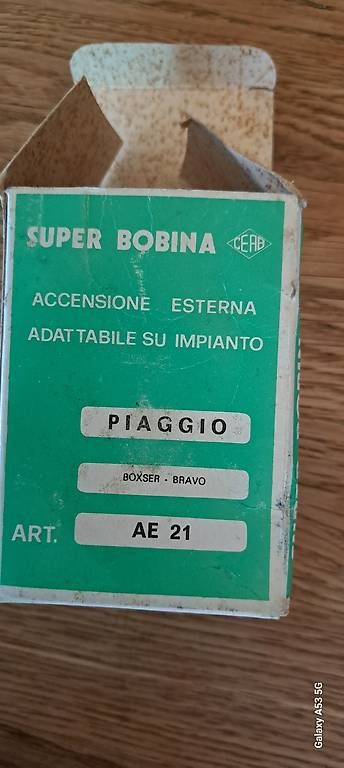 SUPER BOBINA CEAB
ACCENSIONE ESTERNA
ADATTABILE SU IMPIANTO
PIAGGIO
BOXSER - BRAVO
ART. AE 21
Galaxy A53 5G